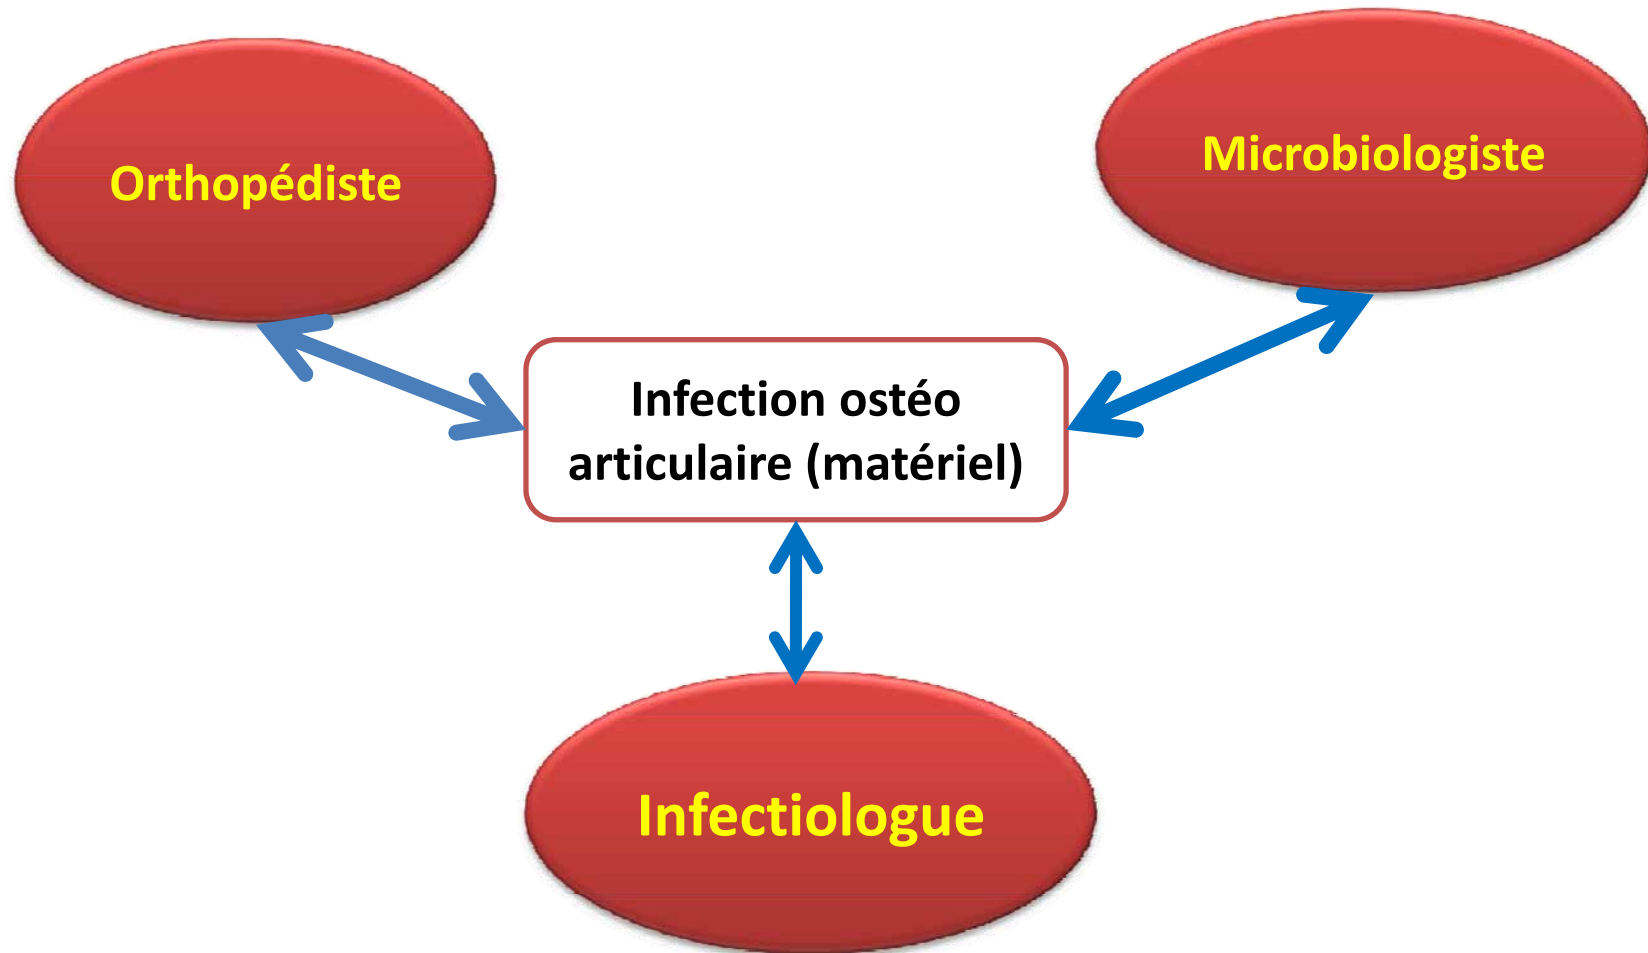 Orthopédiste
Microbiologiste
Infection ostéo
articulaire (matériel)
Infectiologue